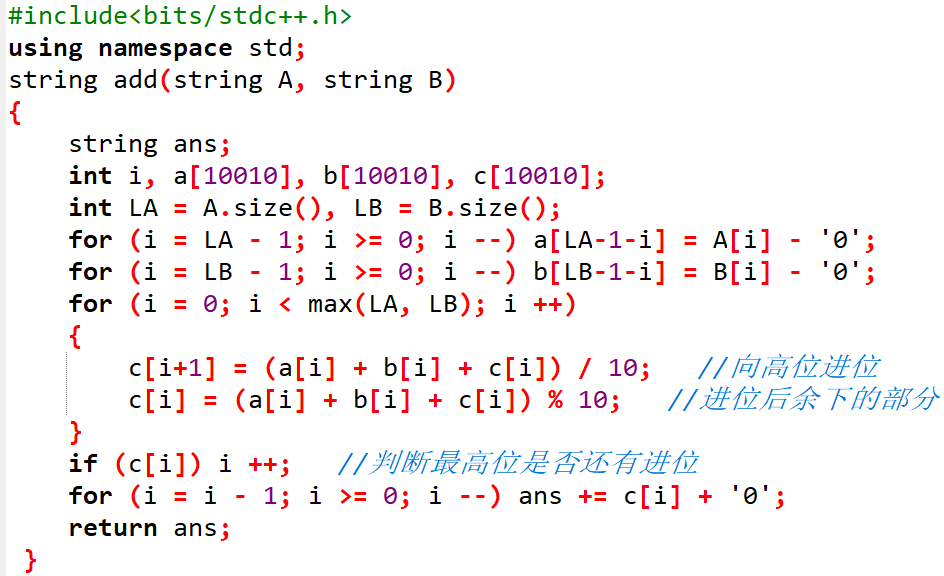 #include<bits/stdc++.h>
using namespace std;
string add(string A, string B)
{
    string ans;
    int i, a[10010], b[10010], c[10010];
    int LA = A.size(), LB = B.size();
    for (i = LA - 1; i >= 0; i --) a[LA-1-i] = A[i] - '0';
    for (i = LB - 1; i >= 0; i --) b[LB-1-i] = B[i] - '0';
    for (i = 0; i < max(LA, LB); i ++)
    {
        c[i+1] = (a[i] + b[i] + c[i]) / 10;   //向高位进位
        c[i] = (a[i] + b[i] + c[i]) % 10;   //进位后余下的部分
    }
    if (c[i]) i ++;   //判断最高位是否还有进位
    for (i = i - 1; i >= 0; i --) ans += c[i] + '0';
    return ans;
}